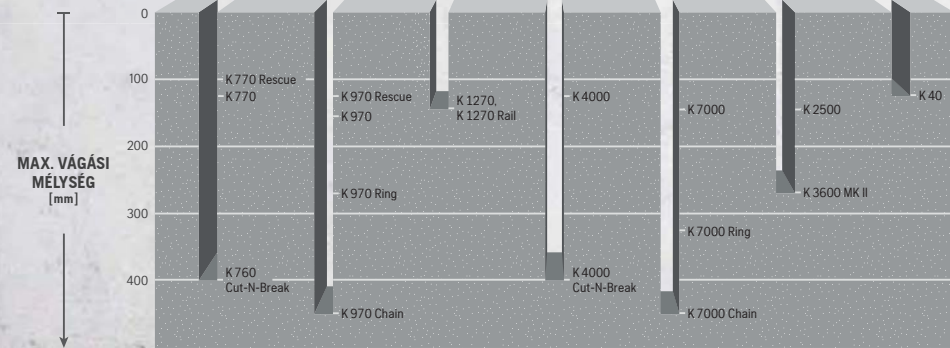 MAX. VÁGÁSI
MÉLYSÉG
[mm]
0
100
200
300
400
K 770 Rescue
K 770
K 760
Cut-N-Break
K 970 Rescue
K 970
K 970 Ring
K 970 Chain
K 1270,
K 1270 Rail
K 4000
K 4000
Cut-N-Break
K 7000
K 7000 Ring
K 7000 Chain
K 2500
K 3600 MK II
K 40